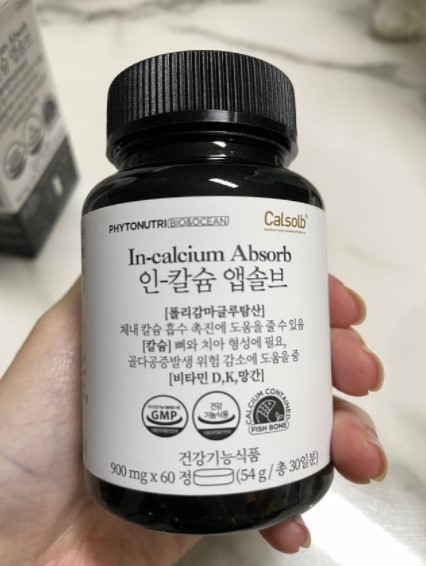 PHYTONUTRI BIO&OCEAN
Calsolb®
In-calcium Absorb
인-칼슘 앱솔브
[폴리감마글루탐산]
체내 칼슘 흡수 촉진에 도움을 줄 수 있음
[칼슘] 뼈와 치아 형성에 필요,
골다공증발생 위험 감소에 도움을 줌
[비타민 D,K,망간]
GMP
건강
기능식품
CALCIUM CONTAINED
FISH BONE
건강기능식품
900 mg x 60 정 (54 g / 총 30일분)